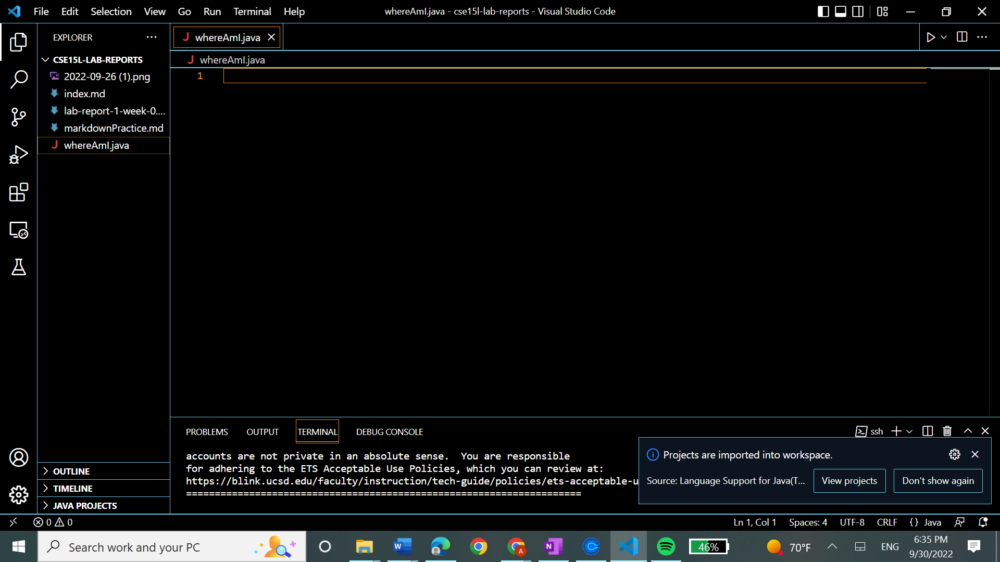 File Edit Selection View Go Run Terminal Help
whereAmI.java - cse15l-lab-reports - Visual Studio Code
EXPLORER
CSE15L-LAB-REPORTS
2022-09-26 (1).png
index.md
lab-report-1-week-0....
markdownPractice.md
whereAmI.java
OUTLINE
TIMELINE
JAVA PROJECTS
whereAmI.java
whereAmI.java
1
PROBLEMS OUTPUT TERMINAL DEBUG CONSOLE
ssh
accounts are not private in an absolute sense.  You are responsible
for adhering to the ETS Acceptable Use Policies, which you can review at:
https://blink.ucsd.edu/faculty/instruction/tech-guide/policies/ets-acceptable-u
=====================================================================
Projects are imported into workspace.
Source: Language Support for Java(T...
View projects
Don't show again
0 0
Ln 1, Col 1 Spaces: 4 UTF-8 CRLF {} Java
Search work and your PC
46%
70°F
ENG
6:35 PM
9/30/2022